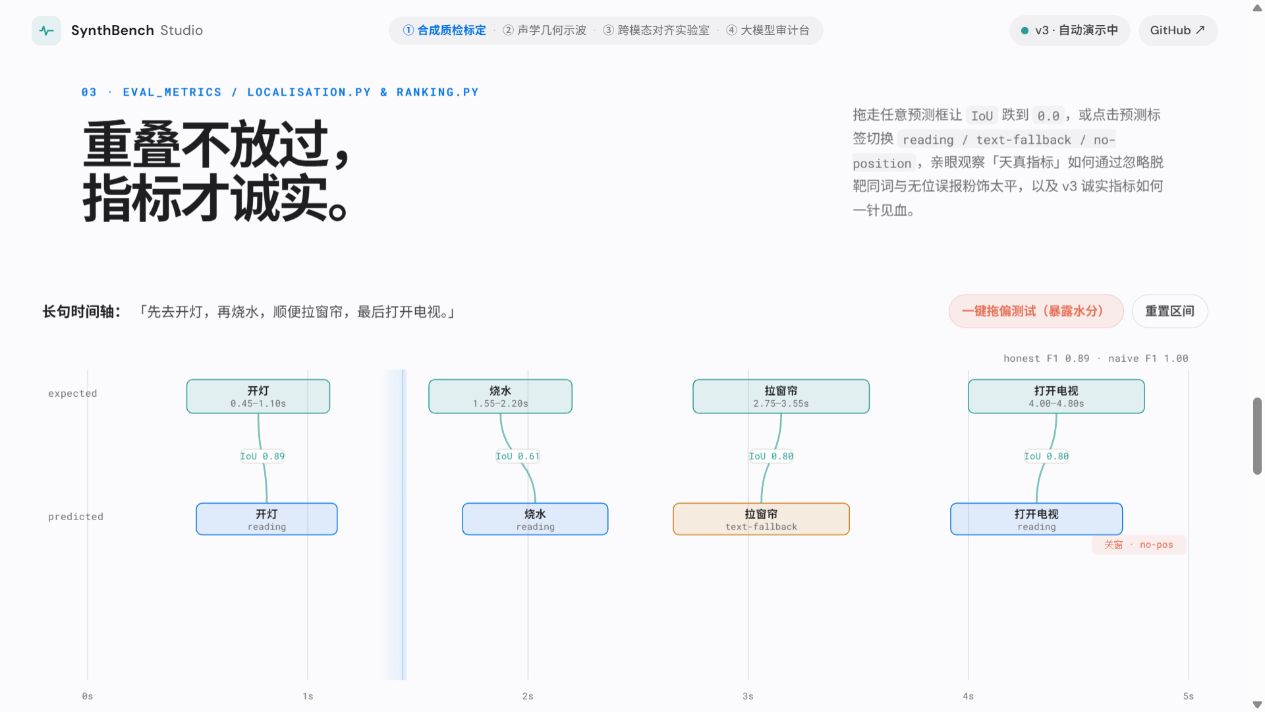 SynthBench Studio
① 合成质检标定 · ② 声学几何示波 · ③ 跨模态对齐实验室 · ④ 大模型审计台
v3 · 自动演示中
GitHub ↗
03 · EVAL_METRICS / LOCALISATION.PY & RANKING.PY
重叠不放过，
指标才诚实。
拖走任意预测框让 IoU 跌到 0.0 ，或点击预测标
签切换 reading / text-fallback / no-
position ，亲眼观察「天真指标」如何通过忽略脱
靶同词与无位误报粉饰太平，以及 v3 诚实指标如何
一针见血。
长句时间轴： 「先去开灯，再烧水，顺便拉窗帘，最后打开电视。」
一键拖偏测试（暴露水分）
重置区间
honest F1 0.89 · naive F1 1.00
expected
开灯
0.45–1.10s
烧水
1.55–2.20s
拉窗帘
2.75–3.55s
打开电视
4.00–4.80s
IoU 0.89
IoU 0.61
IoU 0.80
IoU 0.80
predicted
开灯
reading
烧水
reading
拉窗帘
text-fallback
打开电视
reading
关窗 · no-pos
0s
1s
2s
3s
4s
5s